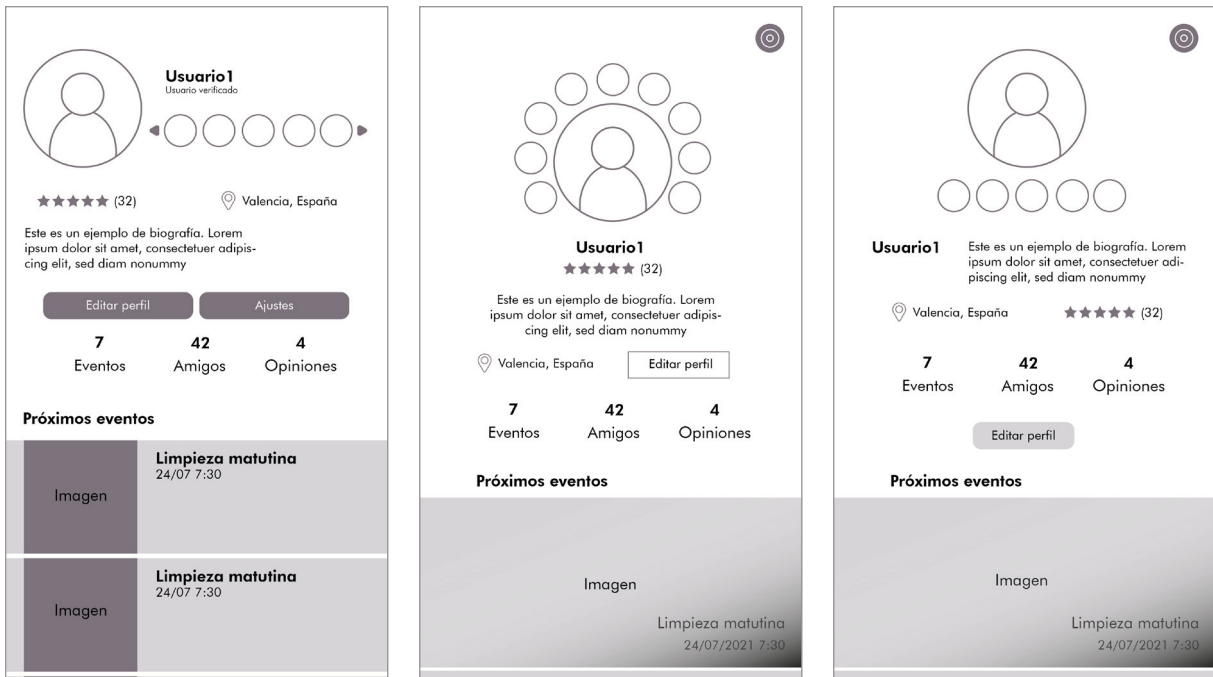 Usuario1
Usuario verificado
(32)
Valencia, España
Este es un ejemplo de biografía. Lorem
ipsum dolor sit amet, consectetuer adipis-
cing elit, sed diam nonummy
Editar perfil
Ajustes
7 42 4
Eventos Amigos Opiniones
Próximos eventos
Imagen
Limpieza matutina
24/07 7:30
Imagen
Limpieza matutina
24/07 7:30
Usuario1
(32)
Este es un ejemplo de biografía. Lorem
ipsum dolor sit amet, consectetuer adipis-
cing elit, sed diam nonummy
Valencia, España
Editar perfil
7 42 4
Eventos Amigos Opiniones
Próximos eventos
Imagen
Limpieza matutina
24/07/2021 7:30
Usuario1
Este es un ejemplo de biografía. Lorem
ipsum dolor sit amet, consectetuer adi-
piscing elit, sed diam nonummy
Valencia, España
(32)
7 42 4
Eventos Amigos Opiniones
Editar perfil
Próximos eventos
Imagen
Limpieza matutina
24/07/2021 7:30